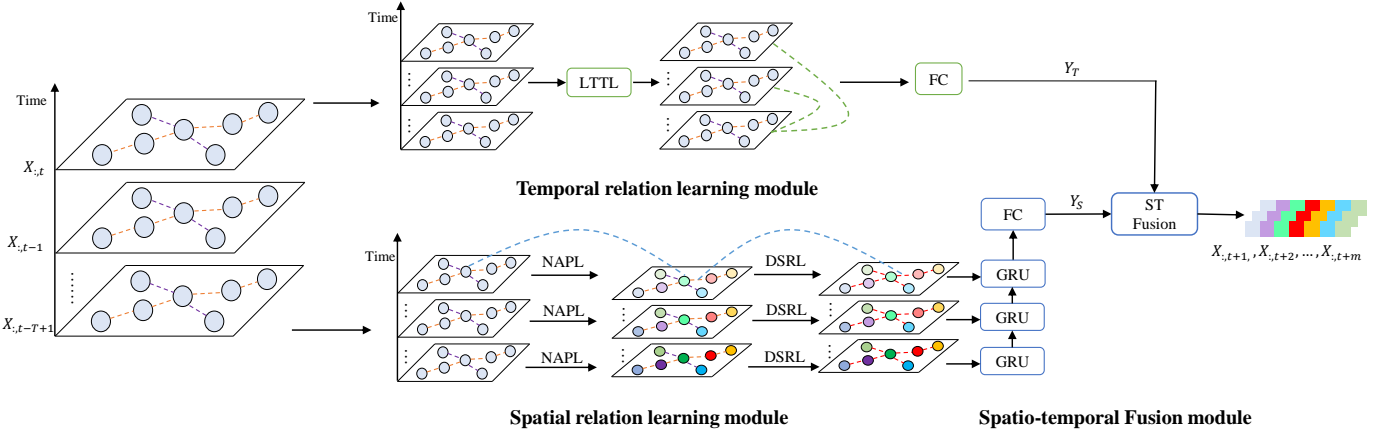 Time
X:,t
X:,t−1
⋮
X:,t−T+1
Time
⋮
⋮
LTTL
⋮
⋮
FC
Y_T
Temporal relation learning module
Time
⋮
⋮
NAPL
NAPL
NAPL
⋮
⋮
DSRL
DSRL
DSRL
⋮
⋮
GRU
GRU
GRU
FC
Y_S
ST
Fusion
X:,t+1, , X:,t+2, … , X:,t+m
Spatial relation learning module
Spatio-temporal Fusion module